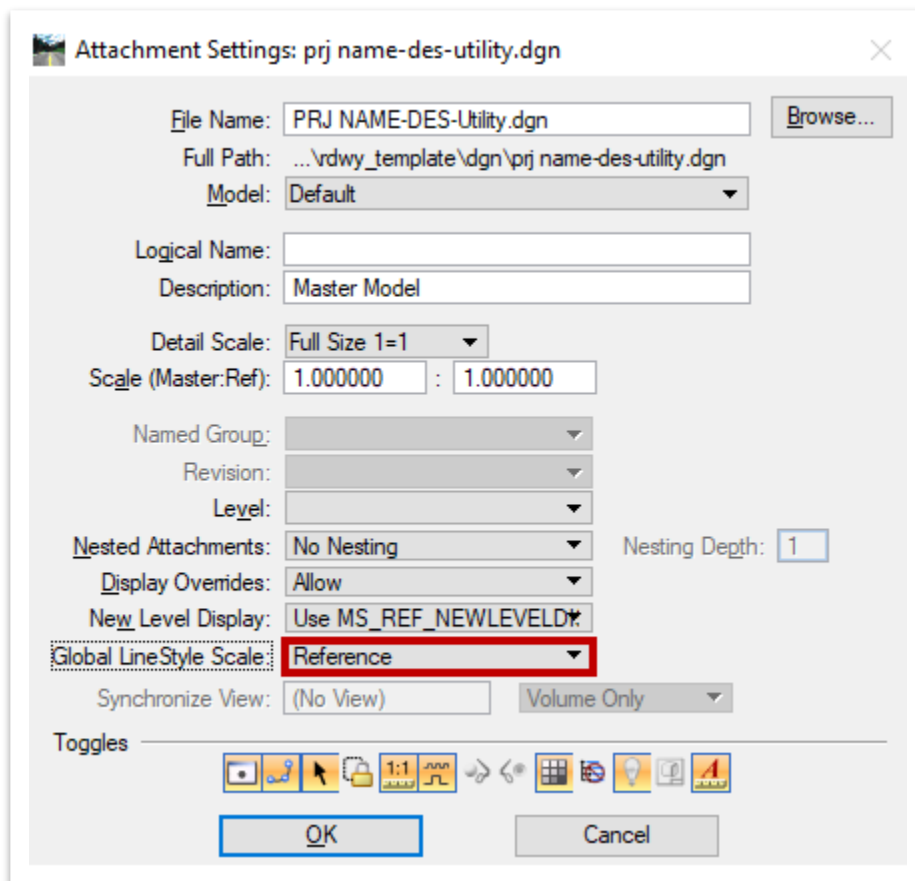 Attachment Settings: prj name-des-utility.dgn
File Name: PRJ NAME-DES-Utility.dgn Browse...
Full Path: ...\rdwy_template\dgn\prj name-des-utility.dgn
Model: Default
Logical Name:
Description: Master Model
Detail Scale: Full Size 1=1
Scale (Master:Ref): 1.000000 : 1.000000
Named Group:
Revision:
Level:
Nested Attachments: No Nesting Nesting Depth: 1
Display Overrides: Allow
New Level Display: Use MS_REF_NEWLEVELDI
Global LineStyle Scale: Reference
Synchronize View: (No View) Volume Only
Toggles
1:1 A
OK Cancel